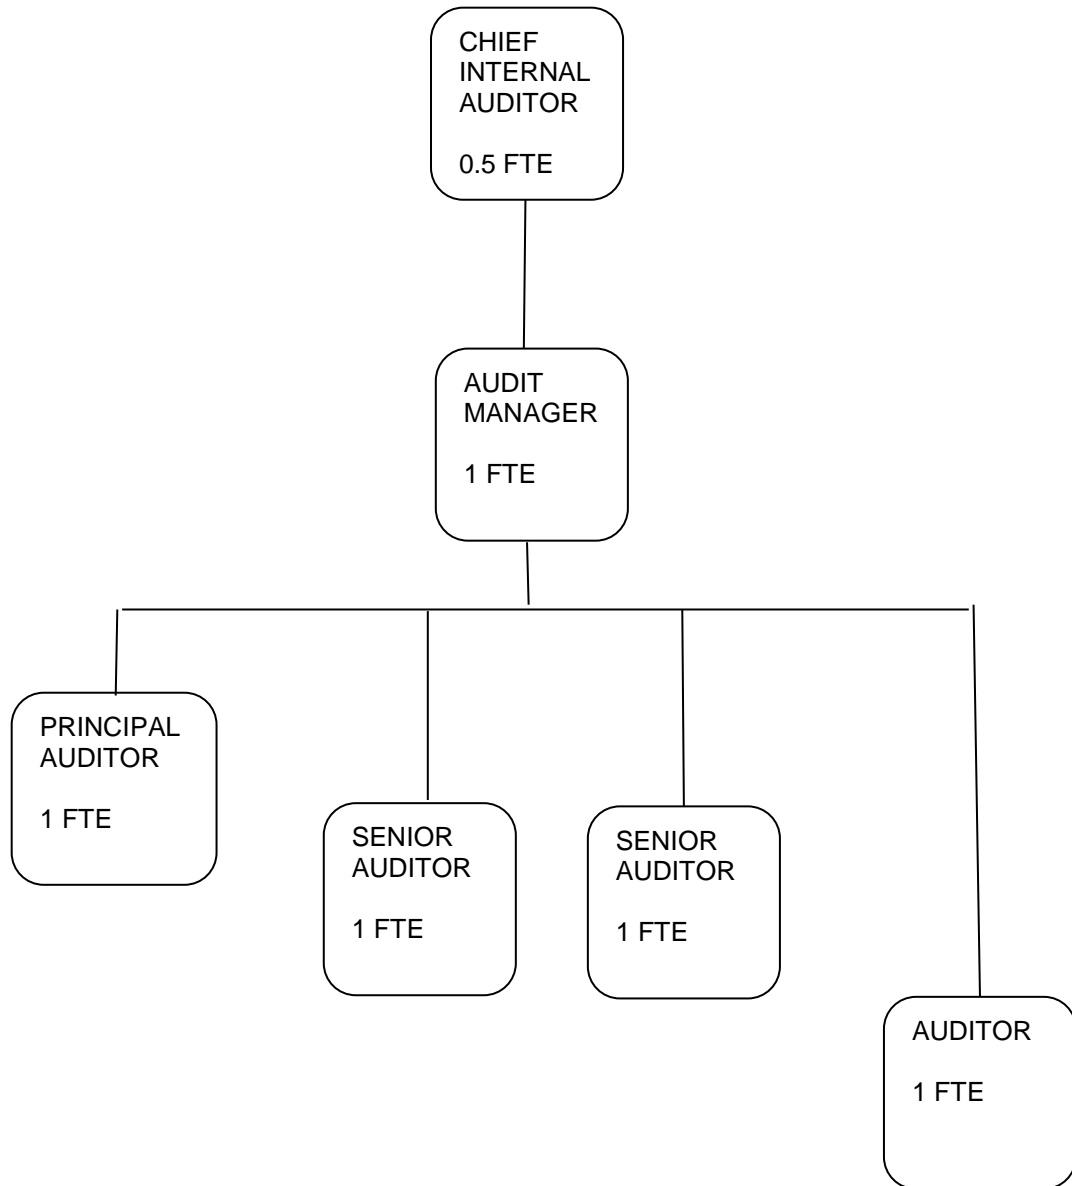 CHIEF
INTERNAL
AUDITOR
0.5 FTE
AUDIT
MANAGER
1 FTE
PRINCIPAL
AUDITOR
1 FTE
SENIOR
AUDITOR
1 FTE
SENIOR
AUDITOR
1 FTE
AUDITOR
1 FTE